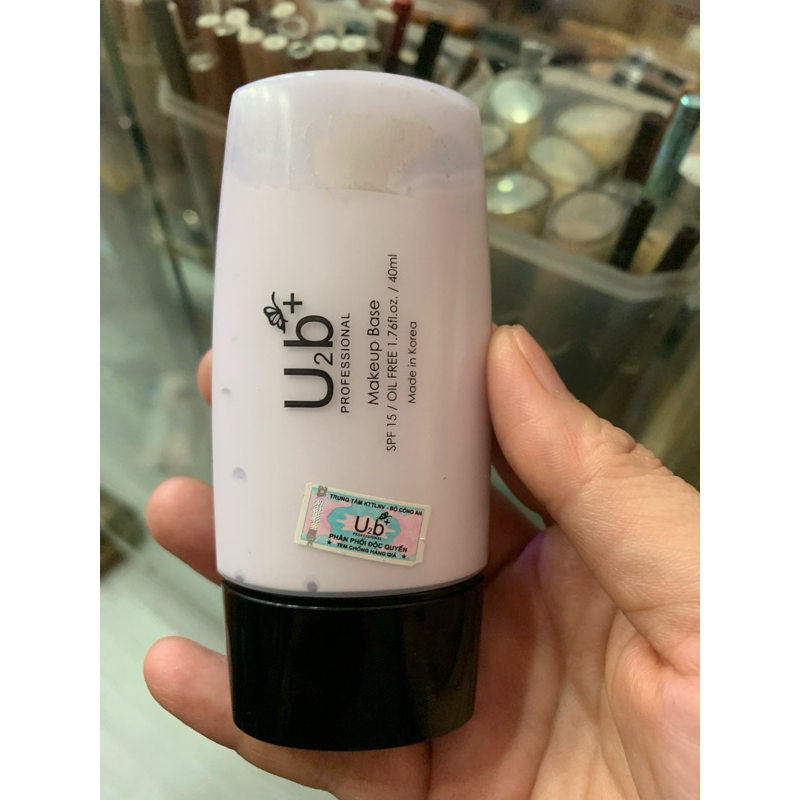 U2b+
PROFESSIONAL
Makeup Base
SPF 15 / OIL FREE 1.76fl.oz. / 40ml
Made in Korea
TRUNG TÂM KTTLNV - BỘ CÔNG AN
U2b+
PROFESSIONAL
PHÂN PHỐI ĐỘC QUYỀN
TEM CHỐNG HÀNG GIẢ